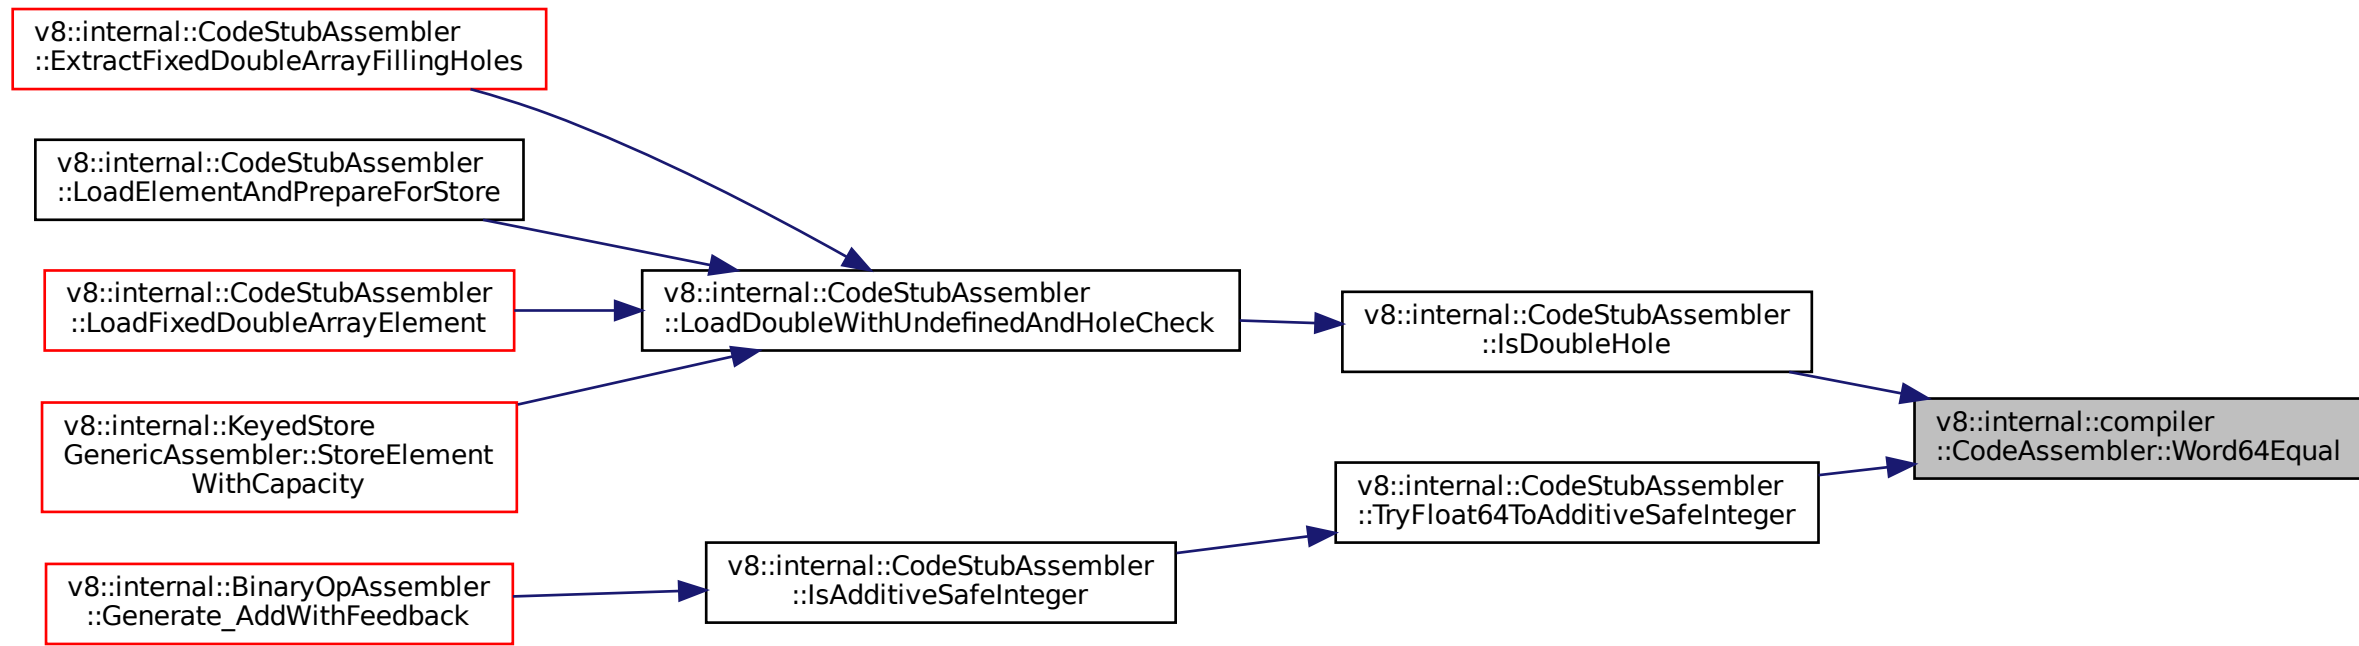 v8::internal::CodeStubAssembler
::ExtractFixedDoubleArrayFillingHoles
v8::internal::CodeStubAssembler
::LoadElementAndPrepareForStore
v8::internal::CodeStubAssembler
::LoadFixedDoubleArrayElement
v8::internal::KeyedStore
GenericAssembler::StoreElement
WithCapacity
v8::internal::BinaryOpAssembler
::Generate_AddWithFeedback
v8::internal::CodeStubAssembler
::LoadDoubleWithUndefinedAndHoleCheck
v8::internal::CodeStubAssembler
::IsAdditiveSafeInteger
v8::internal::CodeStubAssembler
::IsDoubleHole
v8::internal::CodeStubAssembler
::TryFloat64ToAdditiveSafeInteger
v8::internal::compiler
::CodeAssembler::Word64Equal